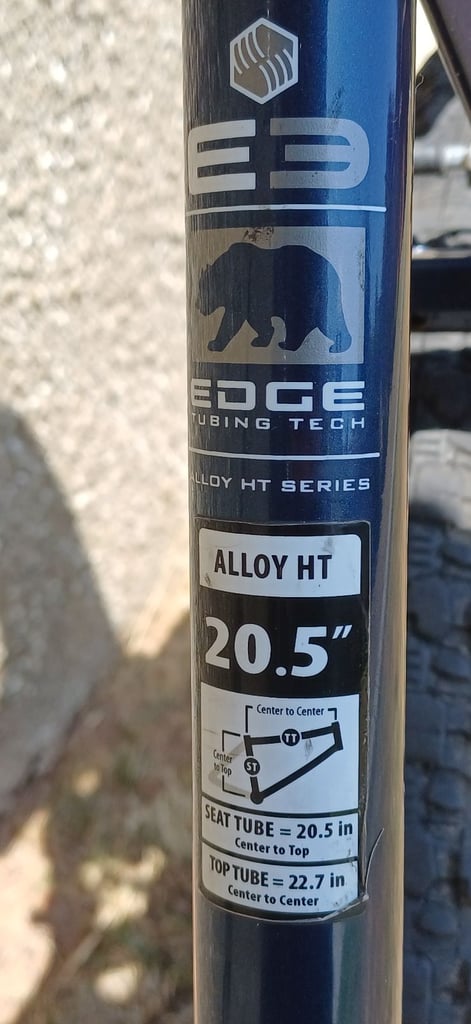 E3
EDGE
TUBING TECH
ALLOY HT SERIES
ALLOY HT
20.5"
Center to Center
TT
Center
to Top
ST
SEAT TUBE = 20.5 in
Center to Top
TOP TUBE = 22.7 in
Center to Center